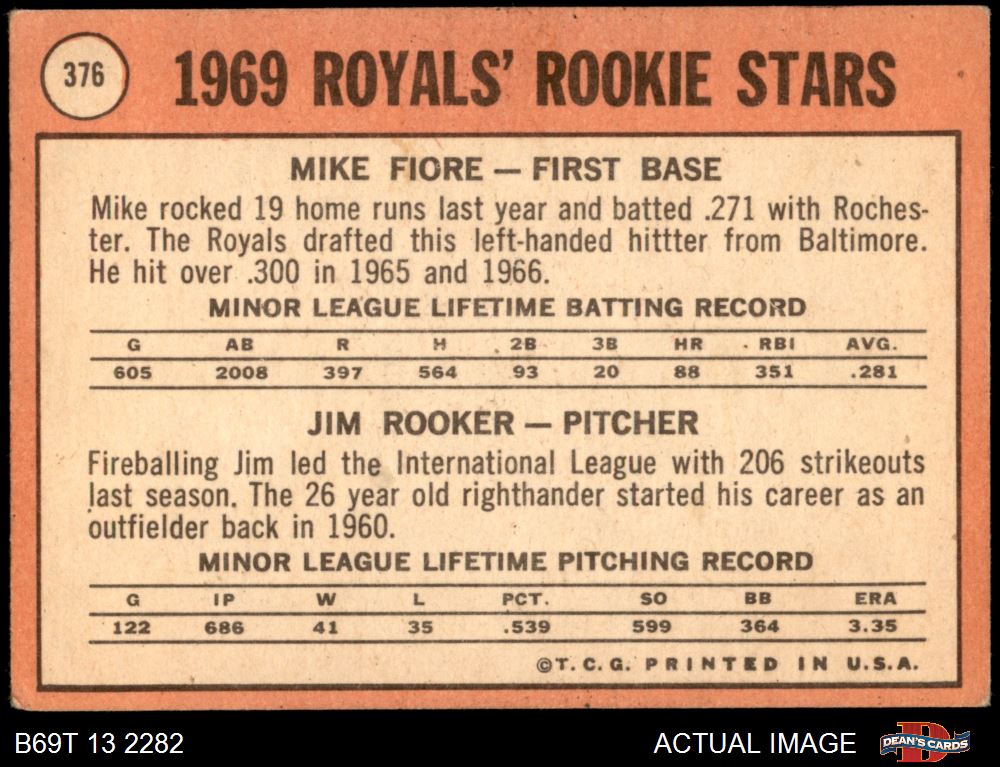 376
1969 ROYALS' ROOKIE STARS
MIKE FIORE — FIRST BASE
Mike rocked 19 home runs last year and batted .271 with Roches-
ter. The Royals drafted this left-handed hittter from Baltimore.
He hit over .300 in 1965 and 1966.
MINOR LEAGUE LIFETIME BATTING RECORD
G AB R H 2B 3B HR RBI AVG.
605 2008 397 564 93 20 88 351 .281
JIM ROOKER — PITCHER
Fireballing Jim led the International League with 206 strikeouts
last season. The 26 year old righthander started his career as an
outfielder back in 1960.
MINOR LEAGUE LIFETIME PITCHING RECORD
G IP W L PCT. SO BB ERA
122 686 41 35 .539 599 364 3.35
©T.C.G. PRINTED IN U.S.A.
B69T 13 2282
ACTUAL IMAGE
D
DEAN'S CARDS